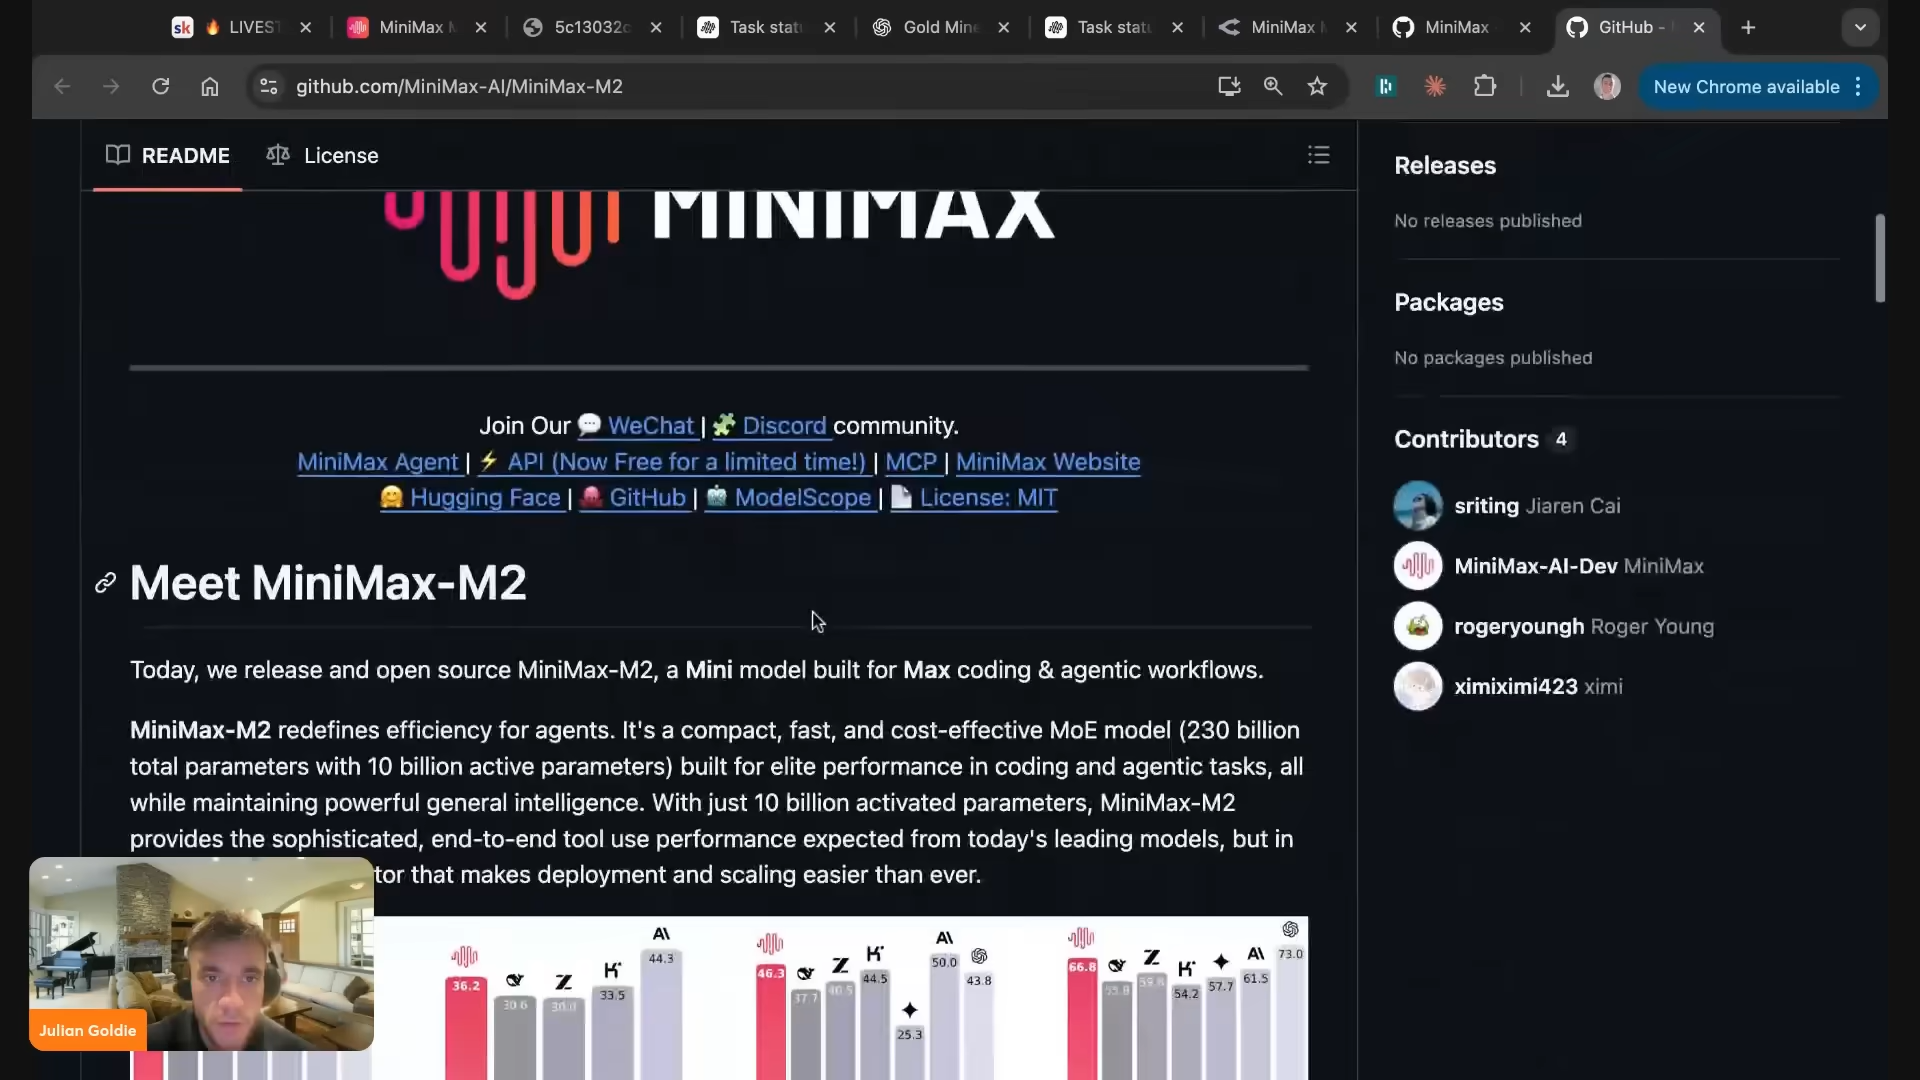 sk LIVEST
MiniMax M
5c13032c
Task stat
Gold Mine
Task stat
MiniMax M
MiniMax
GitHub -
github.com/MiniMax-AI/MiniMax-M2
New Chrome available
README
License
MINIMAX
Join Our WeChat | Discord community.
MiniMax Agent | API (Now Free for a limited time!) | MCP | MiniMax Website
Hugging Face | GitHub | ModelScope | License: MIT
Meet MiniMax-M2
Today, we release and open source MiniMax-M2, a Mini model built for Max coding & agentic workflows.
MiniMax-M2 redefines efficiency for agents. It's a compact, fast, and cost-effective MoE model (230 billion
total parameters with 10 billion active parameters) built for elite performance in coding and agentic tasks, all
while maintaining powerful general intelligence. With just 10 billion activated parameters, MiniMax-M2
provides the sophisticated, end-to-end tool use performance expected from today's leading models, but in
tor that makes deployment and scaling easier than ever.
36.2 30.6 30.0 33.5 44.3
46.3 37.7 40.5 44.5 25.3 50.0 43.8
66.8 54.2 57.7 61.5 73.0
Julian Goldie
Releases
No releases published
Packages
No packages published
Contributors 4
sriting Jiaren Cai
MiniMax-AI-Dev MiniMax
rogeryoungh Roger Young
ximiximi423 ximi